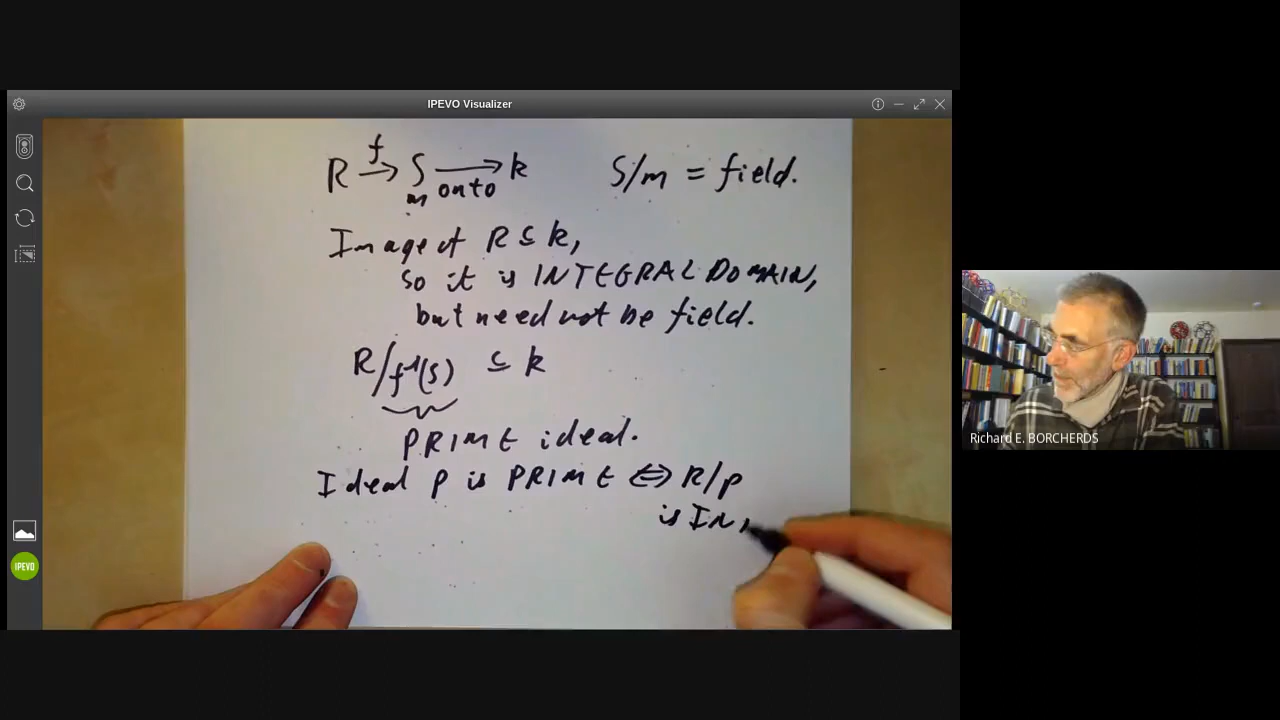 IPEVO Visualizer
R f→ S onto→ k S/m = field.
m
Image of R ⊆ k,
so it is INTEGRAL DOMAIN,
but need not be field.
R/f⁻¹(S) ⊆ k
PRIME ideal.
Ideal p is PRIME ⇔ R/p
is IN
IPEVO
Richard E. BORCHERDS